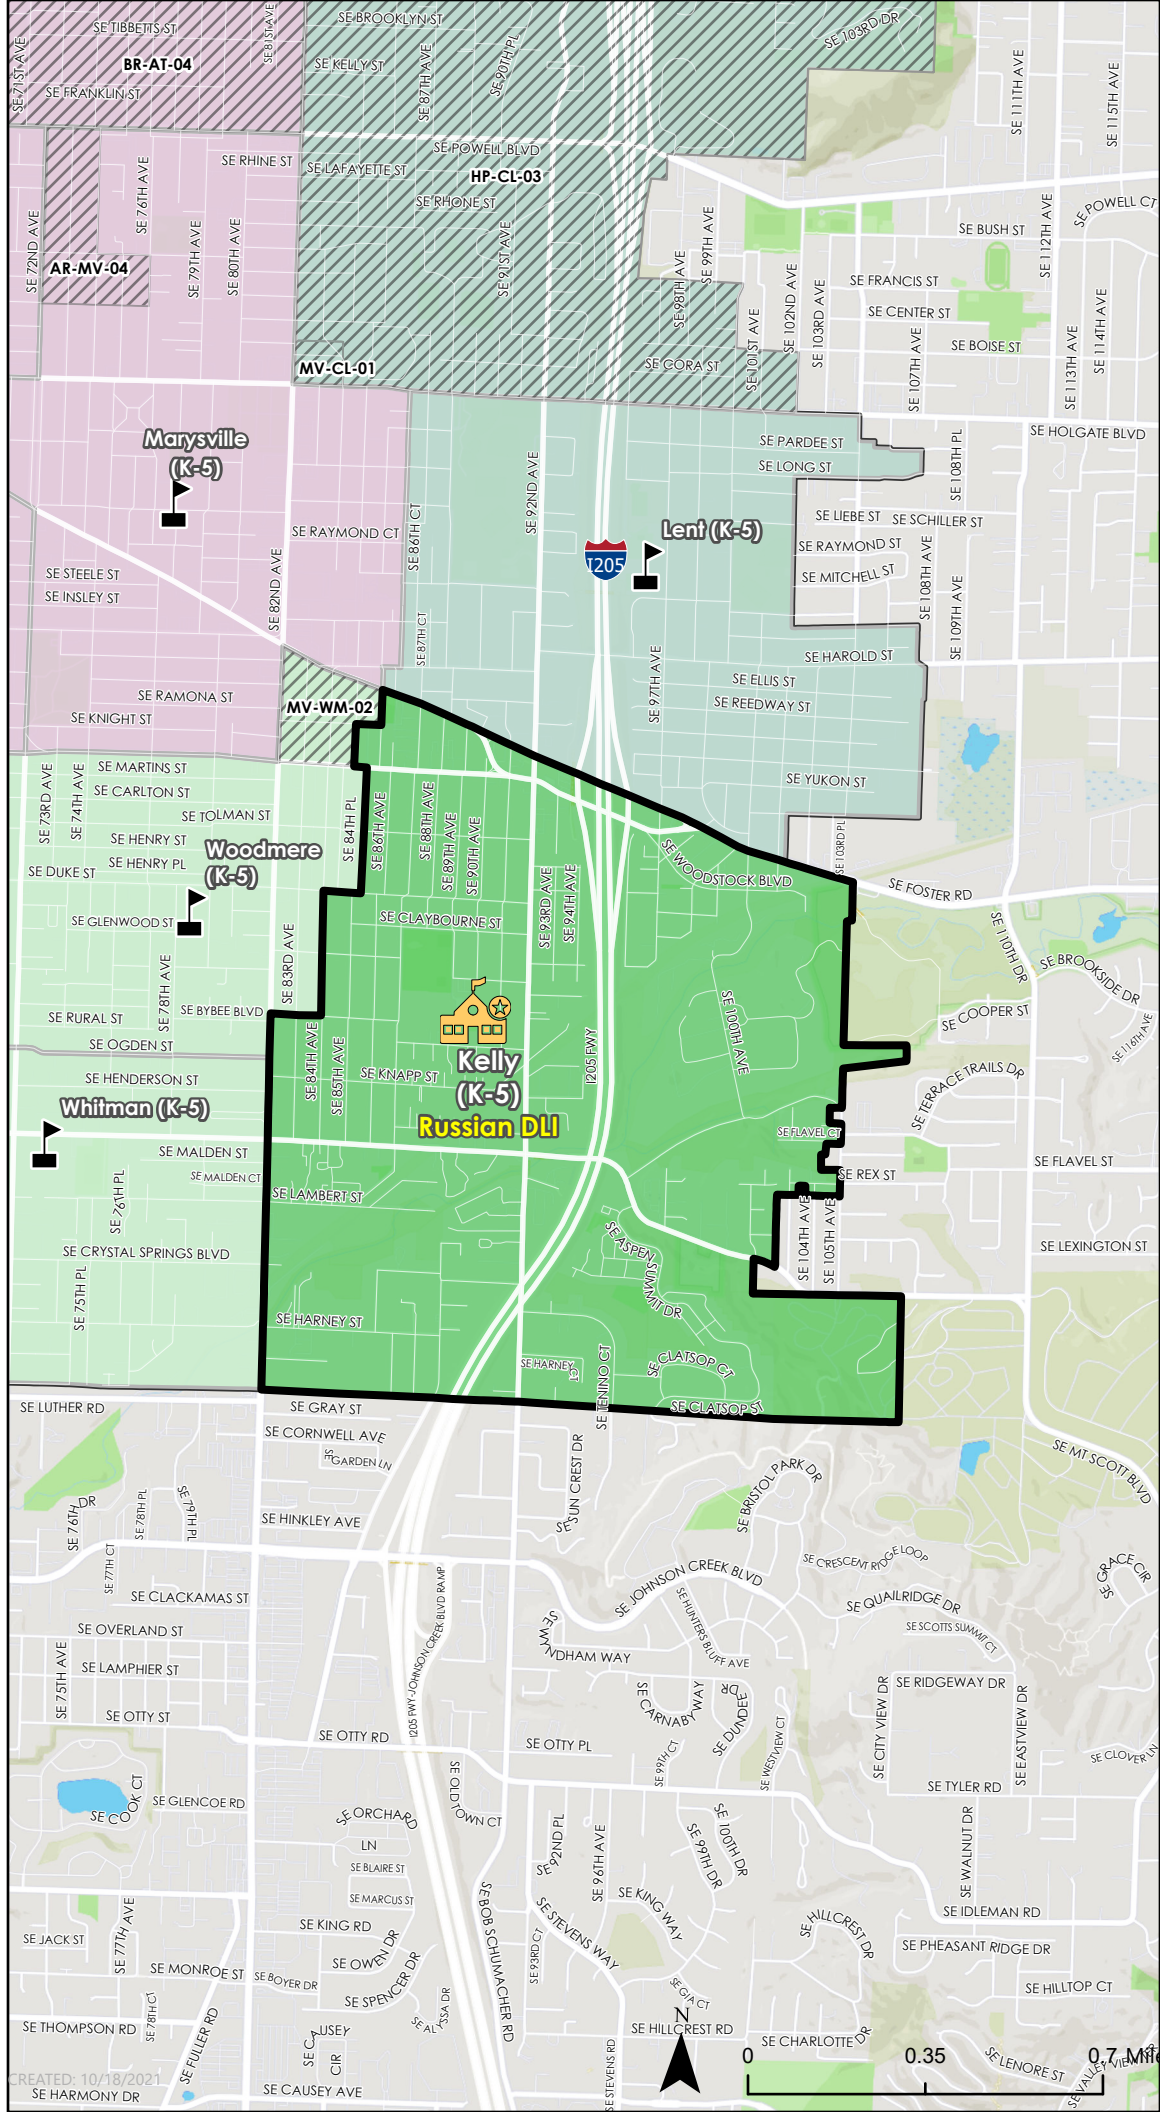 SE BROOKLYN ST
SE 103RD DR
SE TIBBETTS ST
SE 81ST AVE
SE 71ST AVE
BR-AT-04
SE KELLY ST
SE 87TH AVE
SE 90TH PL
SE FRANKLIN ST
SE 111TH AVE
SE 115TH AVE
SE POWELL BLVD
SE RHINE ST
SE LAFAYETTE ST
HP-CL-03
SE RHONE ST
SE 76TH AVE
SE 72ND AVE
SE 79TH AVE
SE 80TH AVE
SE 91ST AVE
SE 98TH AVE
SE 99TH AVE
SE 112TH AVE
SE POWELL CT
SE BUSH ST
AR-MV-04
SE 102ND AVE
SE 103RD AVE
SE FRANCIS ST
SE CENTER ST
SE BOISE ST
SE 101ST AVE
SE 107TH AVE
SE 113TH AVE
SE 114TH AVE
MV-CL-01
SE CORA ST
SE HOLGATE BLVD
Marysville
(K-5)
SE PARDEE ST
SE LONG ST
SE 108TH PL
SE 92ND AVE
SE RAYMOND CT
SE 86TH CT
Lent (K-5)
I205
SE LIEBE ST
SE SCHILLER ST
SE RAYMOND ST
SE MITCHELL ST
SE 108TH AVE
SE 109TH AVE
SE STEELE ST
SE INSLEY ST
SE 82ND AVE
SE 87TH CT
SE 97TH AVE
SE HAROLD ST
SE ELLIS ST
SE REEDWAY ST
SE RAMONA ST
SE KNIGHT ST
MV-WM-02
SE YUKON ST
SE MARTINS ST
SE CARLTON ST
SE TOLMAN ST
SE 73RD AVE
SE 74TH AVE
SE HENRY ST
SE HENRY PL
SE DUKE ST
Woodmere
(K-5)
SE 84TH PL
SE 86TH AVE
SE 88TH AVE
SE 89TH AVE
SE 90TH AVE
SE WOODSTOCK BLVD
SE 103RD PL
SE FOSTER RD
SE GLENWOOD ST
SE CLAYBOURNE ST
SE 93RD AVE
SE 94TH AVE
SE 110TH DR
SE 78TH AVE
SE 83RD AVE
SE BROOKSIDE DR
SE COOPER ST
SE 116TH AVE
SE RURAL ST
SE BYBEE BLVD
SE OGDEN ST
SE 100TH AVE
I205 FWY
SE 84TH AVE
SE 85TH AVE
SE KNAPP ST
Kelly
(K-5)
Russian DLI
SE HENDERSON ST
Whitman (K-5)
SE TERRACE TRAILS DR
SE FLAVEL CT
SE MALDEN ST
SE MALDEN CT
SE FLAVEL ST
SE REX ST
SE LAMBERT ST
SE 76TH PL
SE 104TH AVE
SE 105TH AVE
SE CRYSTAL SPRINGS BLVD
SE ASPEN SUMMIT DR
SE LEXINGTON ST
SE 75TH PL
SE HARNEY ST
SE HARNEY CT
SE TENINO CT
SE CLATSOP CT
SE CLATSOP ST
SE LUTHER RD
SE GRAY ST
SE CORNWELL AVE
SE GARDEN LN
SE SUN CREST DR
SE MT SCOTT BLVD
SE BRISTOL PARK DR
SE 76TH DR
SE 78TH PL
SE 79TH PL
SE HINKLEY AVE
SE 77TH CT
SE CRESCENT RIDGE LOOP
SE JOHNSON CREEK BLVD
SE GRACE CIR
SE CLACKAMAS ST
I205 FWY-JOHNSON CREEK BLVD RAMP
SE HUNTERS BLUFF AVE
SE QUAILRIDGE DR
SE SCOTTS SUMMIT CT
SE OVERLAND ST
SE WYNDHAM WAY
SE LAMPHIER ST
SE 75TH AVE
SE CARNABY WAY
SE DUNDEE DR
SE RIDGEWAY DR
SE OTTY ST
SE OTTY RD
SE OTTY PL
SE 99TH CT
SE WESTVIEW CT
SE CITY VIEW DR
SE EASTVIEW DR
SE CLOVER LN
SE TYLER RD
SE OLD TOWN CT
SE COOK CT
SE GLENCOE RD
SE ORCHARD LN
SE 92ND PL
SE 96TH AVE
SE 99TH DR
SE 100TH DR
SE WALNUT DR
SE BLAIRE ST
SE MARCUS ST
SE KING RD
SE KING WAY
SE IDLEMAN RD
SE HILLCREST DR
SE PHEASANT RIDGE DR
SE JACK ST
SE 77TH AVE
SE BOB SCHUMACHER RD
SE STEVENS WAY
SE 93RD CT
SE OWEN DR
SE MONROE ST
SE BOYER DR
SE SPENCER DR
SE GIA CT
SE HILLTOP CT
SE THOMPSON RD
SE 78TH CT
SE FULLER RD
SE CAUSEY CIR
SE ALYSSA DR
N
SE HILLCREST RD
SE CHARLOTTE DR
SE LENORE ST
SE STEVENS RD
0
0.35
0.7 Mile
CREATED: 10/18/2021
SE HARMONY DR
SE CAUSEY AVE